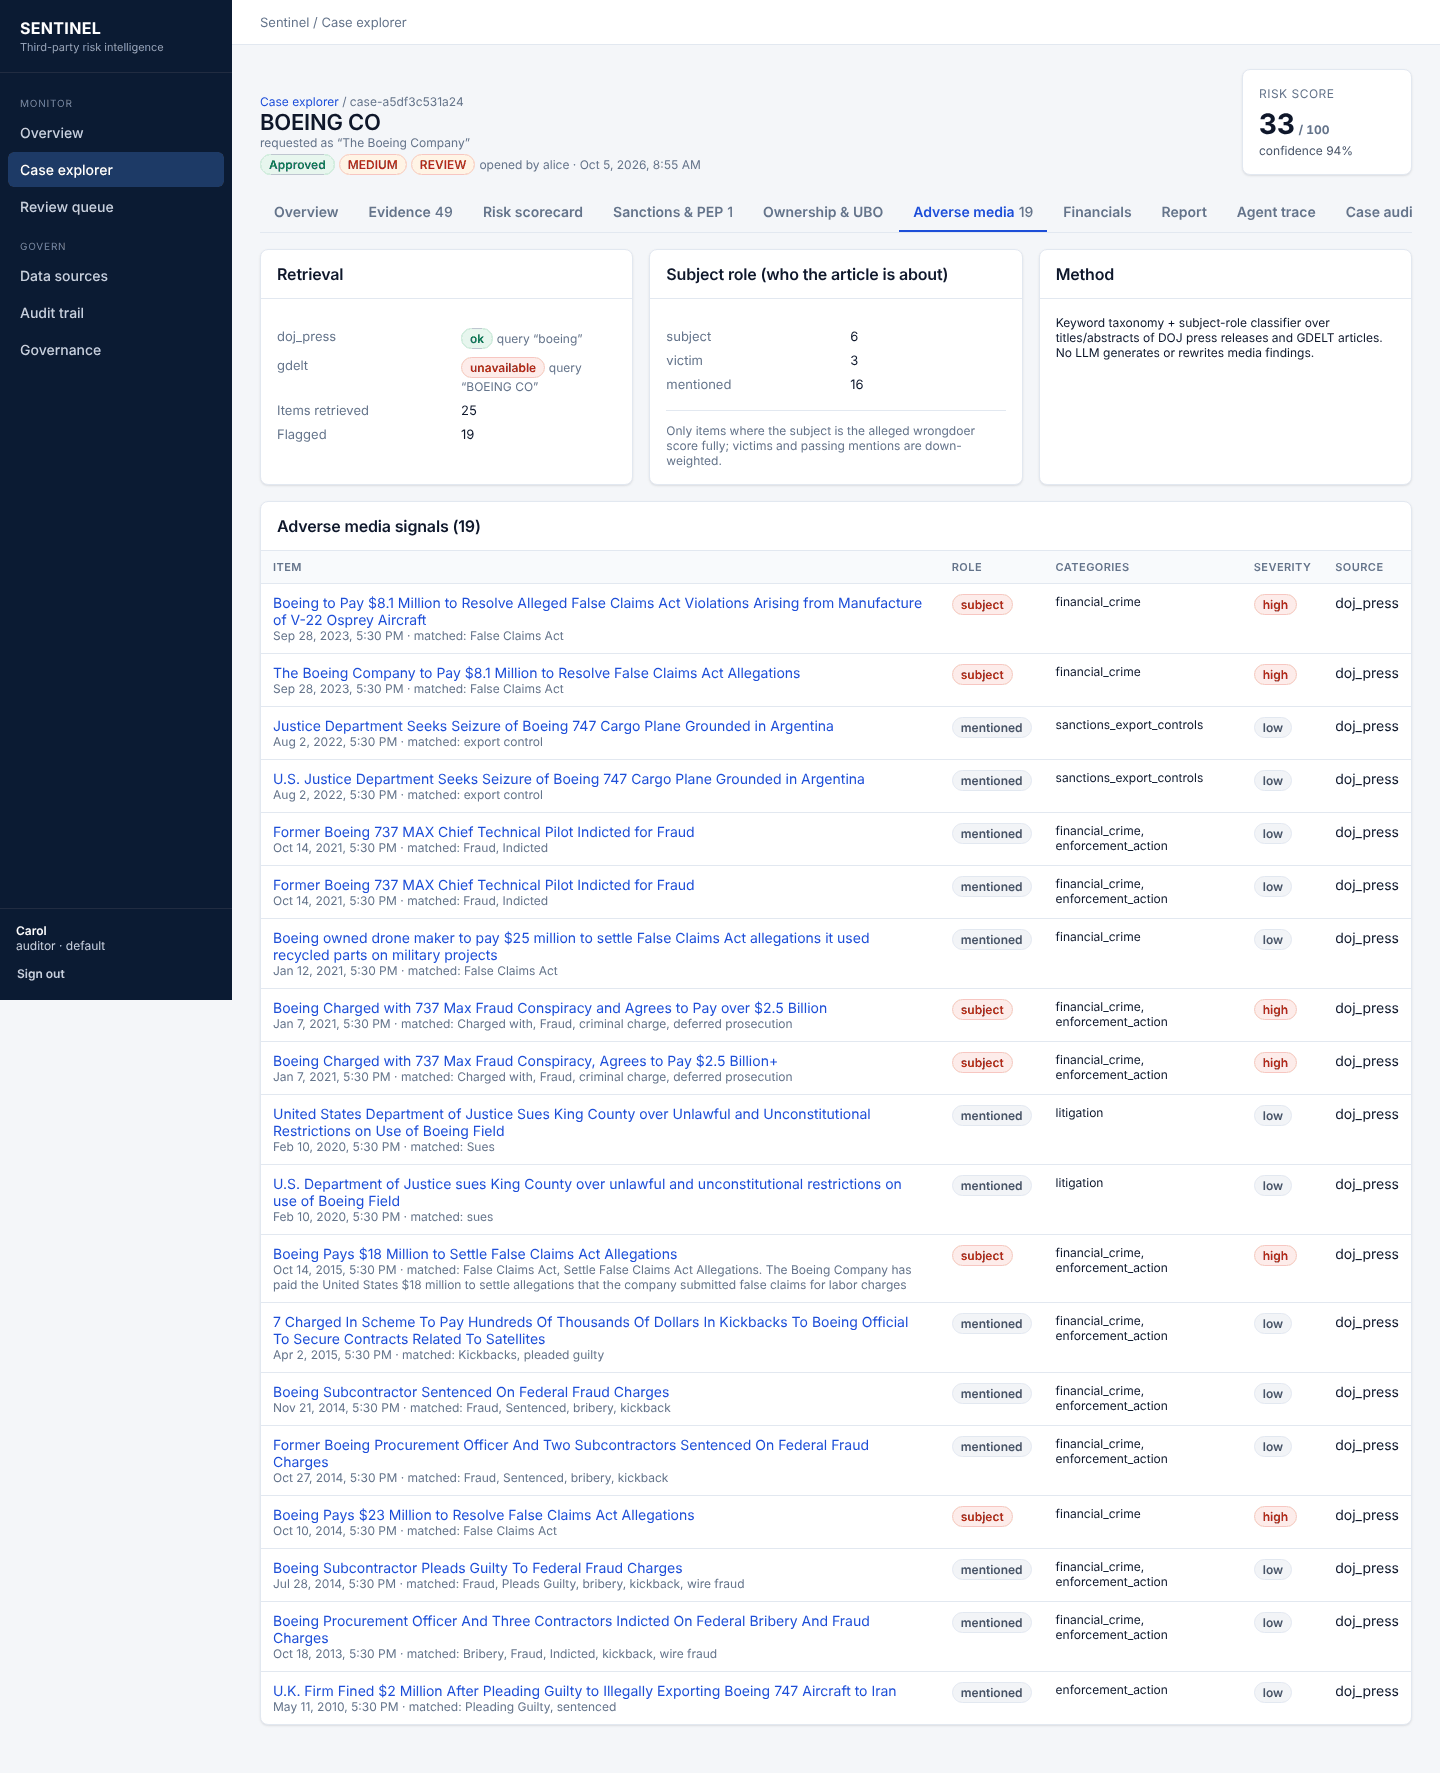 SENTINEL
Third-party risk intelligence
MONITOR
Overview
Case explorer
Review queue
GOVERN
Data sources
Audit trail
Governance
Carol
auditor · default
Sign out
Sentinel / Case explorer
Case explorer / case-a5df3c531a24
BOEING CO
requested as “The Boeing Company”
Approved MEDIUM REVIEW opened by alice · Oct 5, 2026, 8:55 AM
RISK SCORE
33 / 100
confidence 94%
Overview Evidence 49 Risk scorecard Sanctions & PEP 1 Ownership & UBO Adverse media 19 Financials Report Agent trace Case audi
Retrieval
doj_press ok query “boeing”
gdelt unavailable query
“BOEING CO”
Items retrieved 25
Flagged 19
Subject role (who the article is about)
subject 6
victim 3
mentioned 16
Only items where the subject is the alleged wrongdoer
score fully; victims and passing mentions are down-
weighted.
Method
Keyword taxonomy + subject-role classifier over
titles/abstracts of DOJ press releases and GDELT articles.
No LLM generates or rewrites media findings.
Adverse media signals (19)
ITEM ROLE CATEGORIES SEVERITY SOURCE
Boeing to Pay $8.1 Million to Resolve Alleged False Claims Act Violations Arising from Manufacture subject financial_crime high doj_press
of V-22 Osprey Aircraft
Sep 28, 2023, 5:30 PM · matched: False Claims Act
The Boeing Company to Pay $8.1 Million to Resolve False Claims Act Allegations subject financial_crime high doj_press
Sep 28, 2023, 5:30 PM · matched: False Claims Act
Justice Department Seeks Seizure of Boeing 747 Cargo Plane Grounded in Argentina mentioned sanctions_export_controls low doj_press
Aug 2, 2022, 5:30 PM · matched: export control
U.S. Justice Department Seeks Seizure of Boeing 747 Cargo Plane Grounded in Argentina mentioned sanctions_export_controls low doj_press
Aug 2, 2022, 5:30 PM · matched: export control
Former Boeing 737 MAX Chief Technical Pilot Indicted for Fraud mentioned financial_crime, low doj_press
Oct 14, 2021, 5:30 PM · matched: Fraud, Indicted enforcement_action
Former Boeing 737 MAX Chief Technical Pilot Indicted for Fraud mentioned financial_crime, low doj_press
Oct 14, 2021, 5:30 PM · matched: Fraud, Indicted enforcement_action
Boeing owned drone maker to pay $25 million to settle False Claims Act allegations it used mentioned financial_crime low doj_press
recycled parts on military projects
Jan 12, 2021, 5:30 PM · matched: False Claims Act
Boeing Charged with 737 Max Fraud Conspiracy and Agrees to Pay over $2.5 Billion subject financial_crime, high doj_press
Jan 7, 2021, 5:30 PM · matched: Charged with, Fraud, criminal charge, deferred prosecution enforcement_action
Boeing Charged with 737 Max Fraud Conspiracy, Agrees to Pay $2.5 Billion+ subject financial_crime, high doj_press
Jan 7, 2021, 5:30 PM · matched: Charged with, Fraud, criminal charge, deferred prosecution enforcement_action
United States Department of Justice Sues King County over Unlawful and Unconstitutional mentioned litigation low doj_press
Restrictions on Use of Boeing Field
Feb 10, 2020, 5:30 PM · matched: Sues
U.S. Department of Justice sues King County over unlawful and unconstitutional restrictions on mentioned litigation low doj_press
use of Boeing Field
Feb 10, 2020, 5:30 PM · matched: sues
Boeing Pays $18 Million to Settle False Claims Act Allegations subject financial_crime, high doj_press
Oct 14, 2015, 5:30 PM · matched: False Claims Act, Settle False Claims Act Allegations. The Boeing Company has enforcement_action
paid the United States $18 million to settle allegations that the company submitted false claims for labor charges
7 Charged In Scheme To Pay Hundreds Of Thousands Of Dollars In Kickbacks To Boeing Official mentioned financial_crime, low doj_press
To Secure Contracts Related To Satellites enforcement_action
Apr 2, 2015, 5:30 PM · matched: Kickbacks, pleaded guilty
Boeing Subcontractor Sentenced On Federal Fraud Charges mentioned financial_crime, low doj_press
Nov 21, 2014, 5:30 PM · matched: Fraud, Sentenced, bribery, kickback enforcement_action
Former Boeing Procurement Officer And Two Subcontractors Sentenced On Federal Fraud mentioned financial_crime, low doj_press
Charges enforcement_action
Oct 27, 2014, 5:30 PM · matched: Fraud, Sentenced, bribery, kickback
Boeing Pays $23 Million to Resolve False Claims Act Allegations subject financial_crime high doj_press
Oct 10, 2014, 5:30 PM · matched: False Claims Act
Boeing Subcontractor Pleads Guilty To Federal Fraud Charges mentioned financial_crime, low doj_press
Jul 28, 2014, 5:30 PM · matched: Fraud, Pleads Guilty, bribery, kickback, wire fraud enforcement_action
Boeing Procurement Officer And Three Contractors Indicted On Federal Bribery And Fraud mentioned financial_crime, low doj_press
Charges enforcement_action
Oct 18, 2013, 5:30 PM · matched: Bribery, Fraud, Indicted, kickback, wire fraud
U.K. Firm Fined $2 Million After Pleading Guilty to Illegally Exporting Boeing 747 Aircraft to Iran mentioned enforcement_action low doj_press
May 11, 2010, 5:30 PM · matched: Pleading Guilty, sentenced